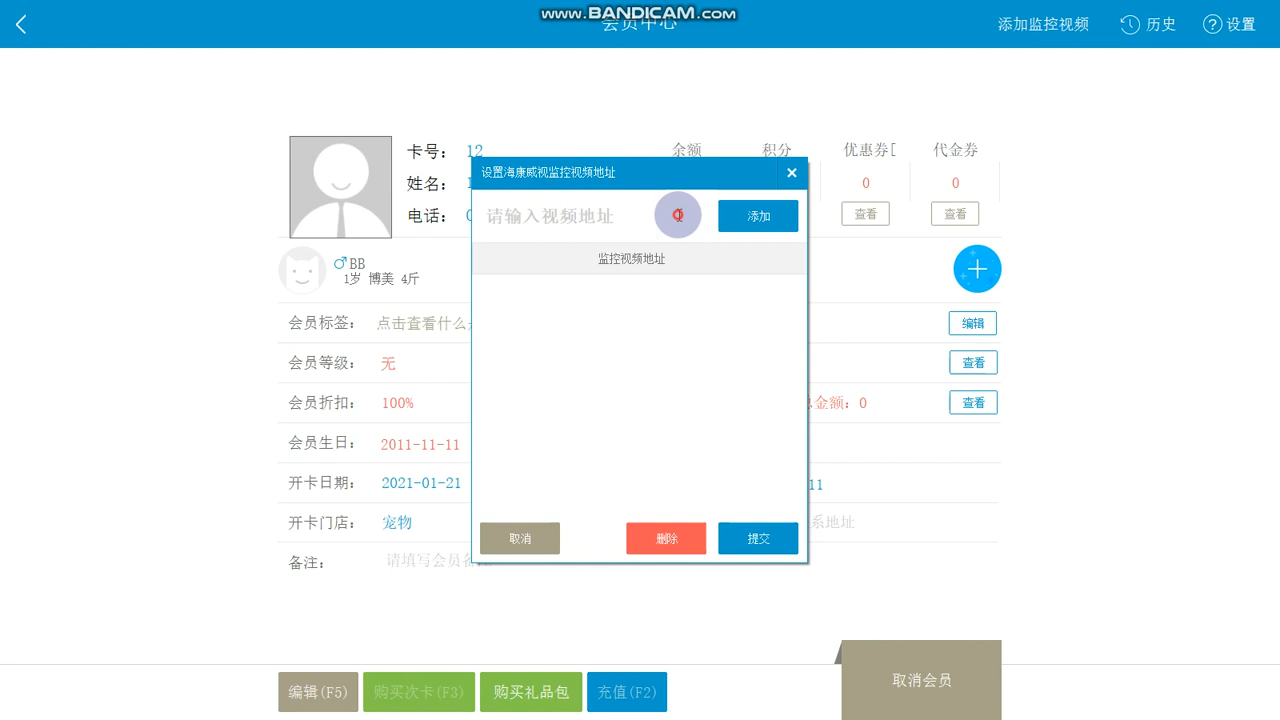 www.BANDICAM.com
会员中心
添加监控视频
历史
设置
卡号: 12
姓名:
电话:
余额
积分
优惠券[
代金券
0
0
查看
查看
设置海康威视监控视频地址
请输入视频地址
添加
监控视频地址
取消
删除
提交
BB
1岁 博美 4斤
会员标签: 点击查看什么
编辑
会员等级: 无
查看
会员折扣: 100%
金额: 0
查看
会员生日: 2011-11-11
开卡日期: 2021-01-21
11
开卡门店: 宠物
系地址
备注: 请填写会员备
编辑(F5)
购买次卡(F3)
购买礼品包
充值(F2)
取消会员